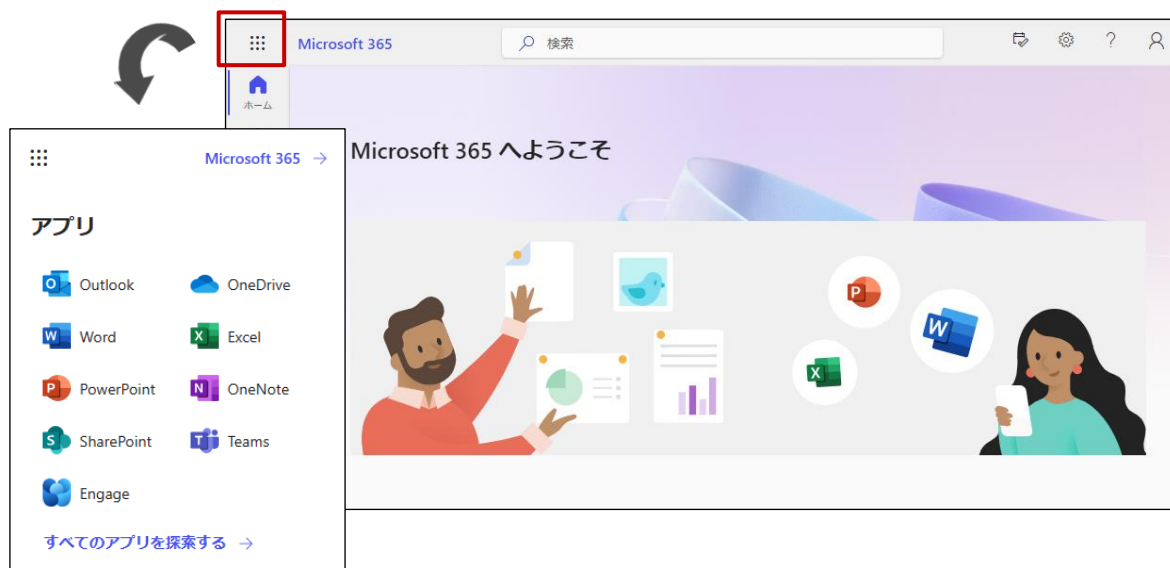 Microsoft 365
検索
ホーム
Microsoft 365 へようこそ
Microsoft 365 →
アプリ
Outlook
OneDrive
Word
Excel
PowerPoint
OneNote
SharePoint
Teams
Engage
すべてのアプリを探索する →